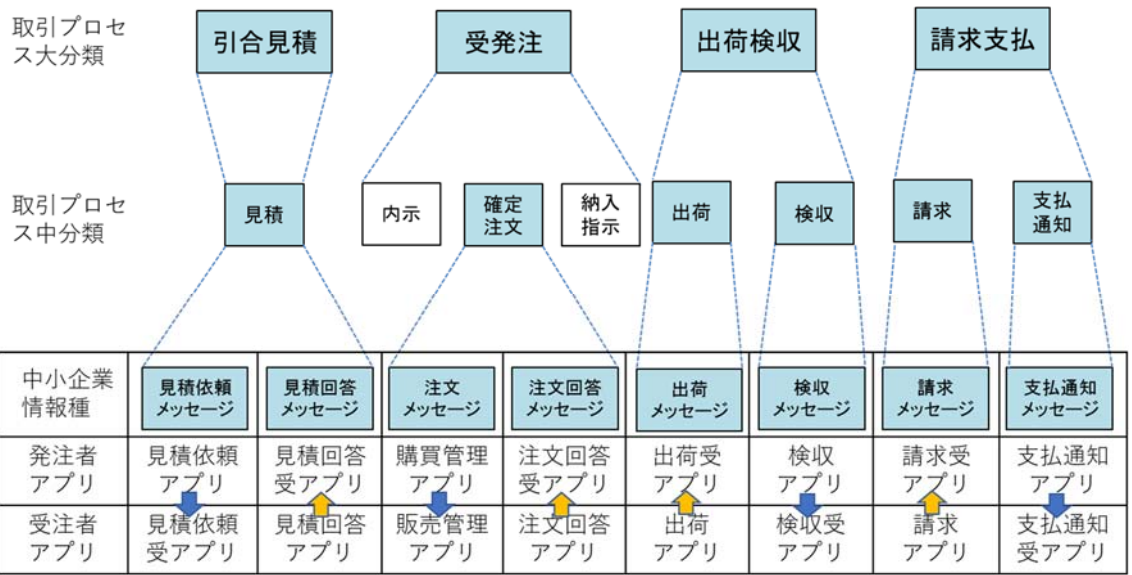 取引プロセ
ス大分類
引合見積
受発注
出荷検収
請求支払
取引プロセ
ス中分類
見積
内示
確定
注文
納入
指示
出荷
検収
請求
支払
通知
中小企業
情報種
見積依頼
メッセージ
見積回答
メッセージ
注文
メッセージ
注文回答
メッセージ
出荷
メッセージ
検収
メッセージ
請求
メッセージ
支払通知
メッセージ
発注者
アプリ
見積依頼
アプリ
見積回答
受アプリ
購買管理
アプリ
注文回答
受アプリ
出荷受
アプリ
検収
アプリ
請求受
アプリ
支払通知
アプリ
受注者
アプリ
見積依頼
受アプリ
見積回答
アプリ
販売管理
アプリ
注文回答
アプリ
出荷
アプリ
検収受
アプリ
請求
アプリ
支払通知
受アプリ